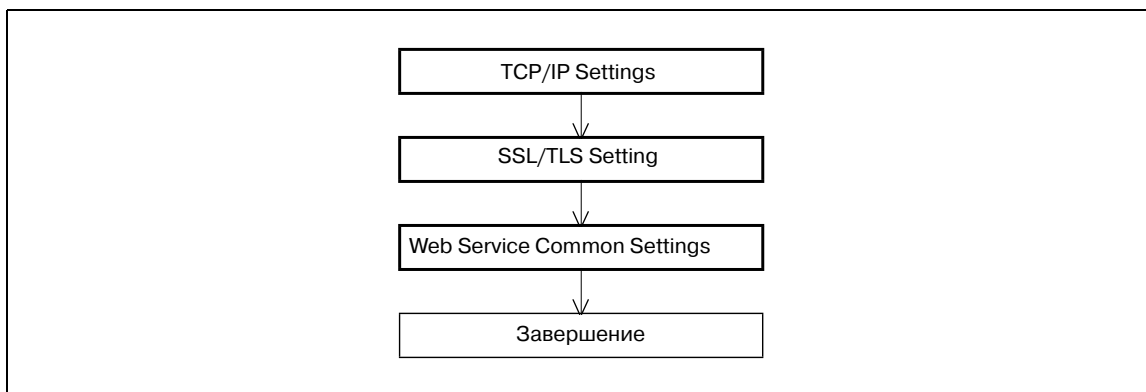 TCP/IP Settings
SSL/TLS Setting
Web Service Common Settings
Завершение